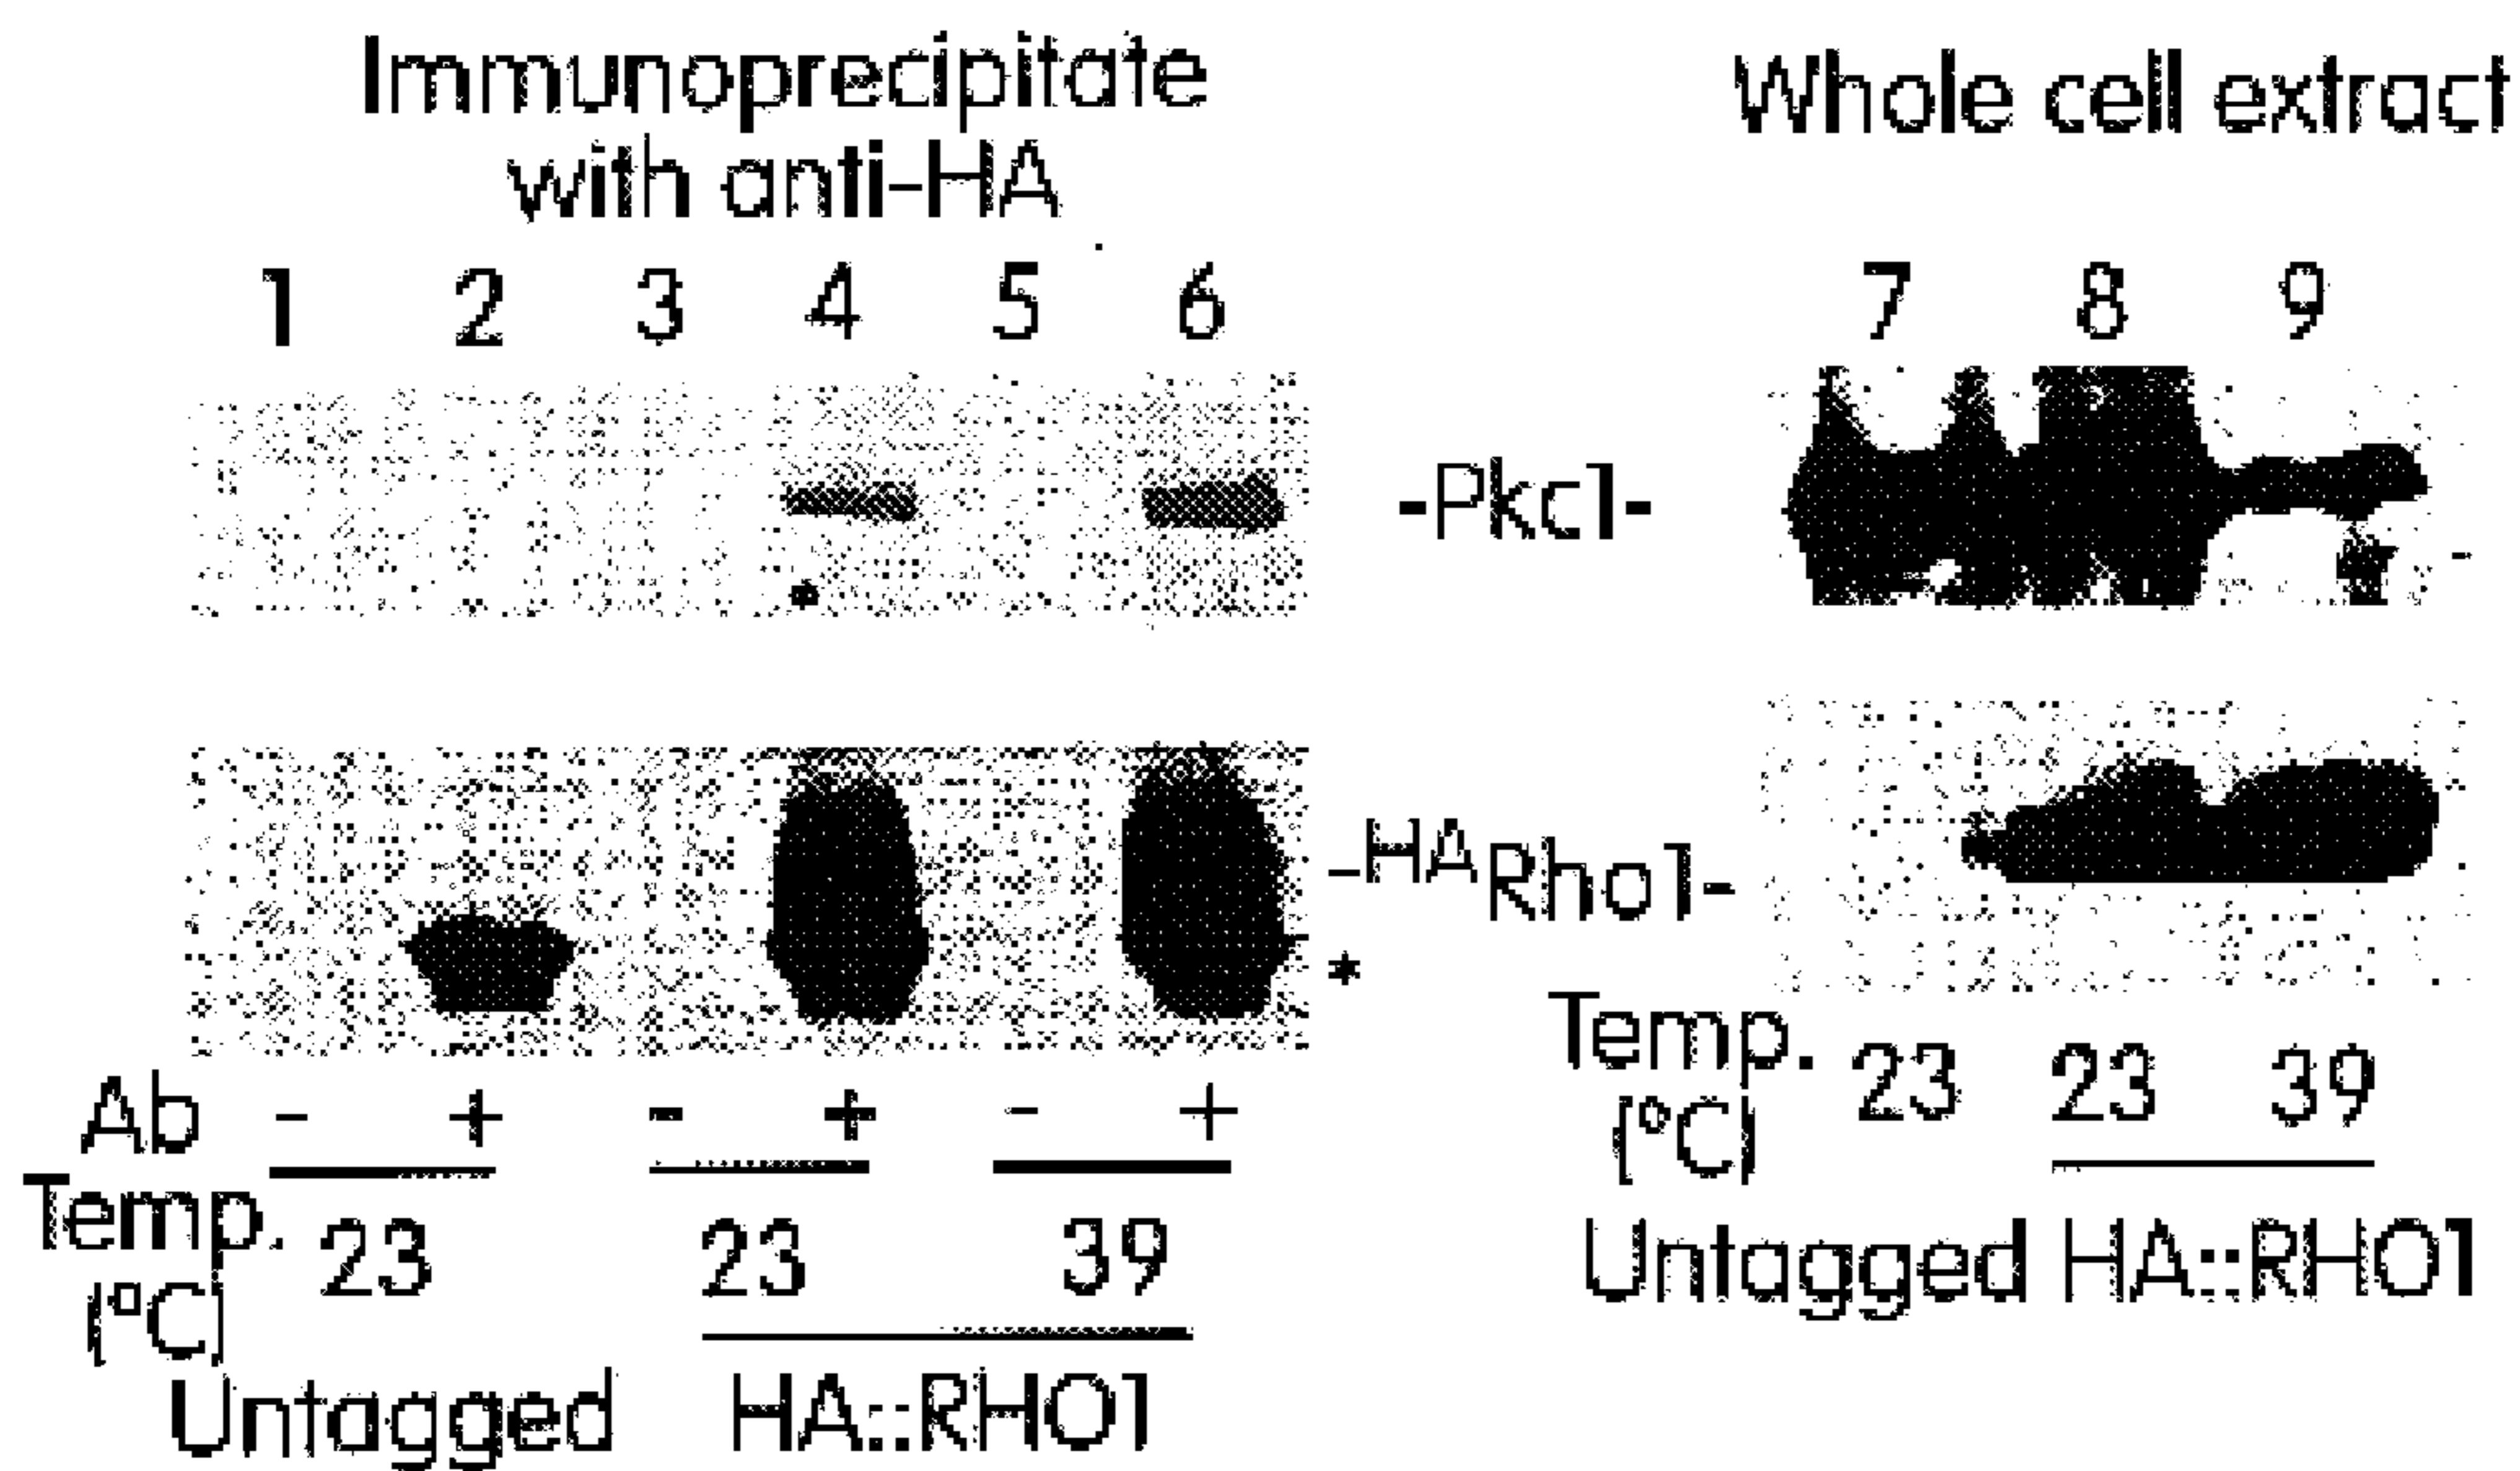 Immunoprecipitate
with anti-HA
Whole cell extract
1 2 3 4 5 6
7 8 9
-Pkc1-
-HARho1-
*
Ab - + - + - +
Temp. (°C) 23 23 39
Untagged HA::RHO1
Temp. (°C) 23 23 39
Untagged HA::RHO1